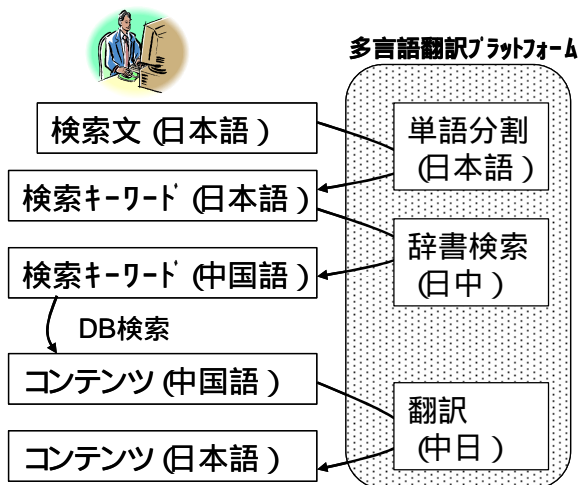 多言語翻訳プラットフォーム
検索文(日本語)
単語分割
(日本語)
検索キーワード(日本語)
辞書検索
(日中)
検索キーワード(中国語)
DB検索
コンテンツ(中国語)
翻訳
(中日)
コンテンツ(日本語)